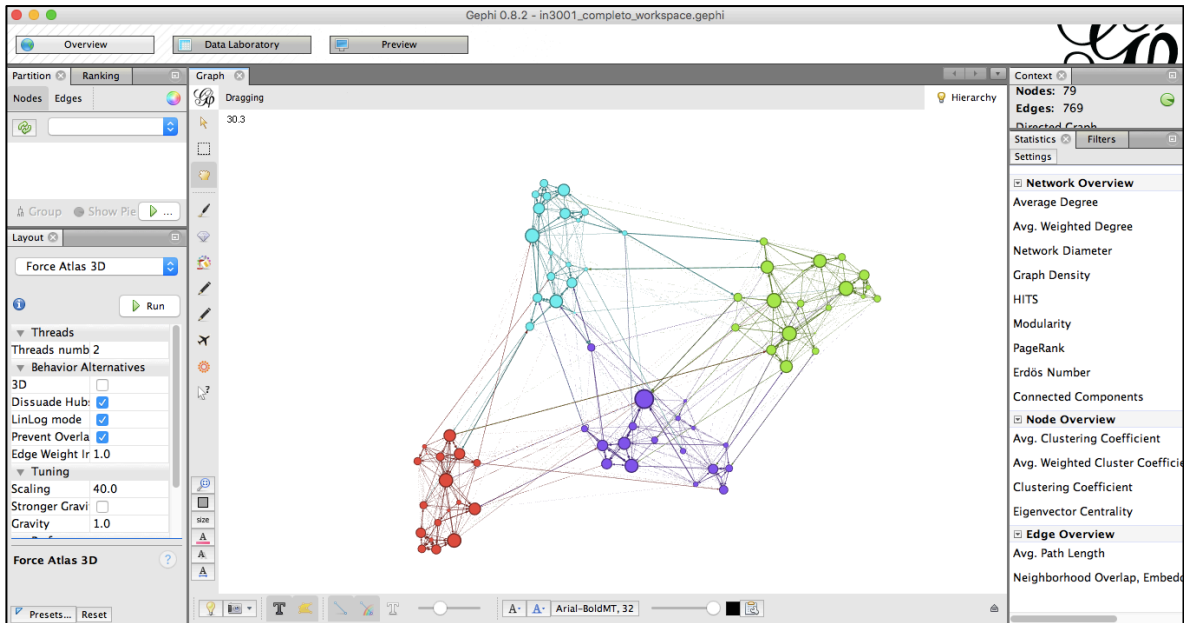 Gephi 0.8.2 - in3001_completo_workspace.gephi
Overview
Data Laboratory
Preview
Partition
Ranking
Nodes
Edges
Group
Show Pie
...
Layout
Force Atlas 3D
Run
Threads
Threads numb 2
Behavior Alternatives
3D
Dissuade Hub:
LinLog mode
Prevent Overla
Edge Weight Ir 1.0
Tuning
Scaling 40.0
Stronger Gravi
Gravity 1.0
Force Atlas 3D
?
Presets...
Reset
Graph
Dragging
Hierarchy
30.3
?
size
A
A
A
T
T
A-
A-
Arial-BoldMT, 32
Context
Nodes: 79
Edges: 769
Directed Graph
Statistics
Filters
Settings
Network Overview
Average Degree
Avg. Weighted Degree
Network Diameter
Graph Density
HITS
Modularity
PageRank
Erdös Number
Connected Components
Node Overview
Avg. Clustering Coefficient
Avg. Weighted Cluster Coefficie
Clustering Coefficient
Eigenvector Centrality
Edge Overview
Avg. Path Length
Neighborhood Overlap, Embedd